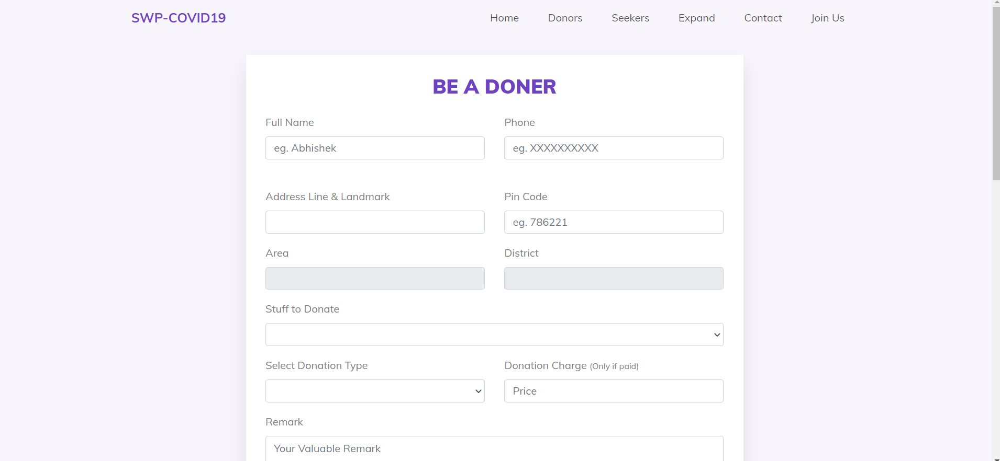 SWP-COVID19 Home Donors Seekers Expand Contact Join Us
BE A DONER
Full Name Phone
eg. Abhishek eg. XXXXXXXXXX
Address Line & Landmark Pin Code
eg. 786221
Area District
Stuff to Donate
Select Donation Type Donation Charge (Only if paid)
Price
Remark
Your Valuable Remark